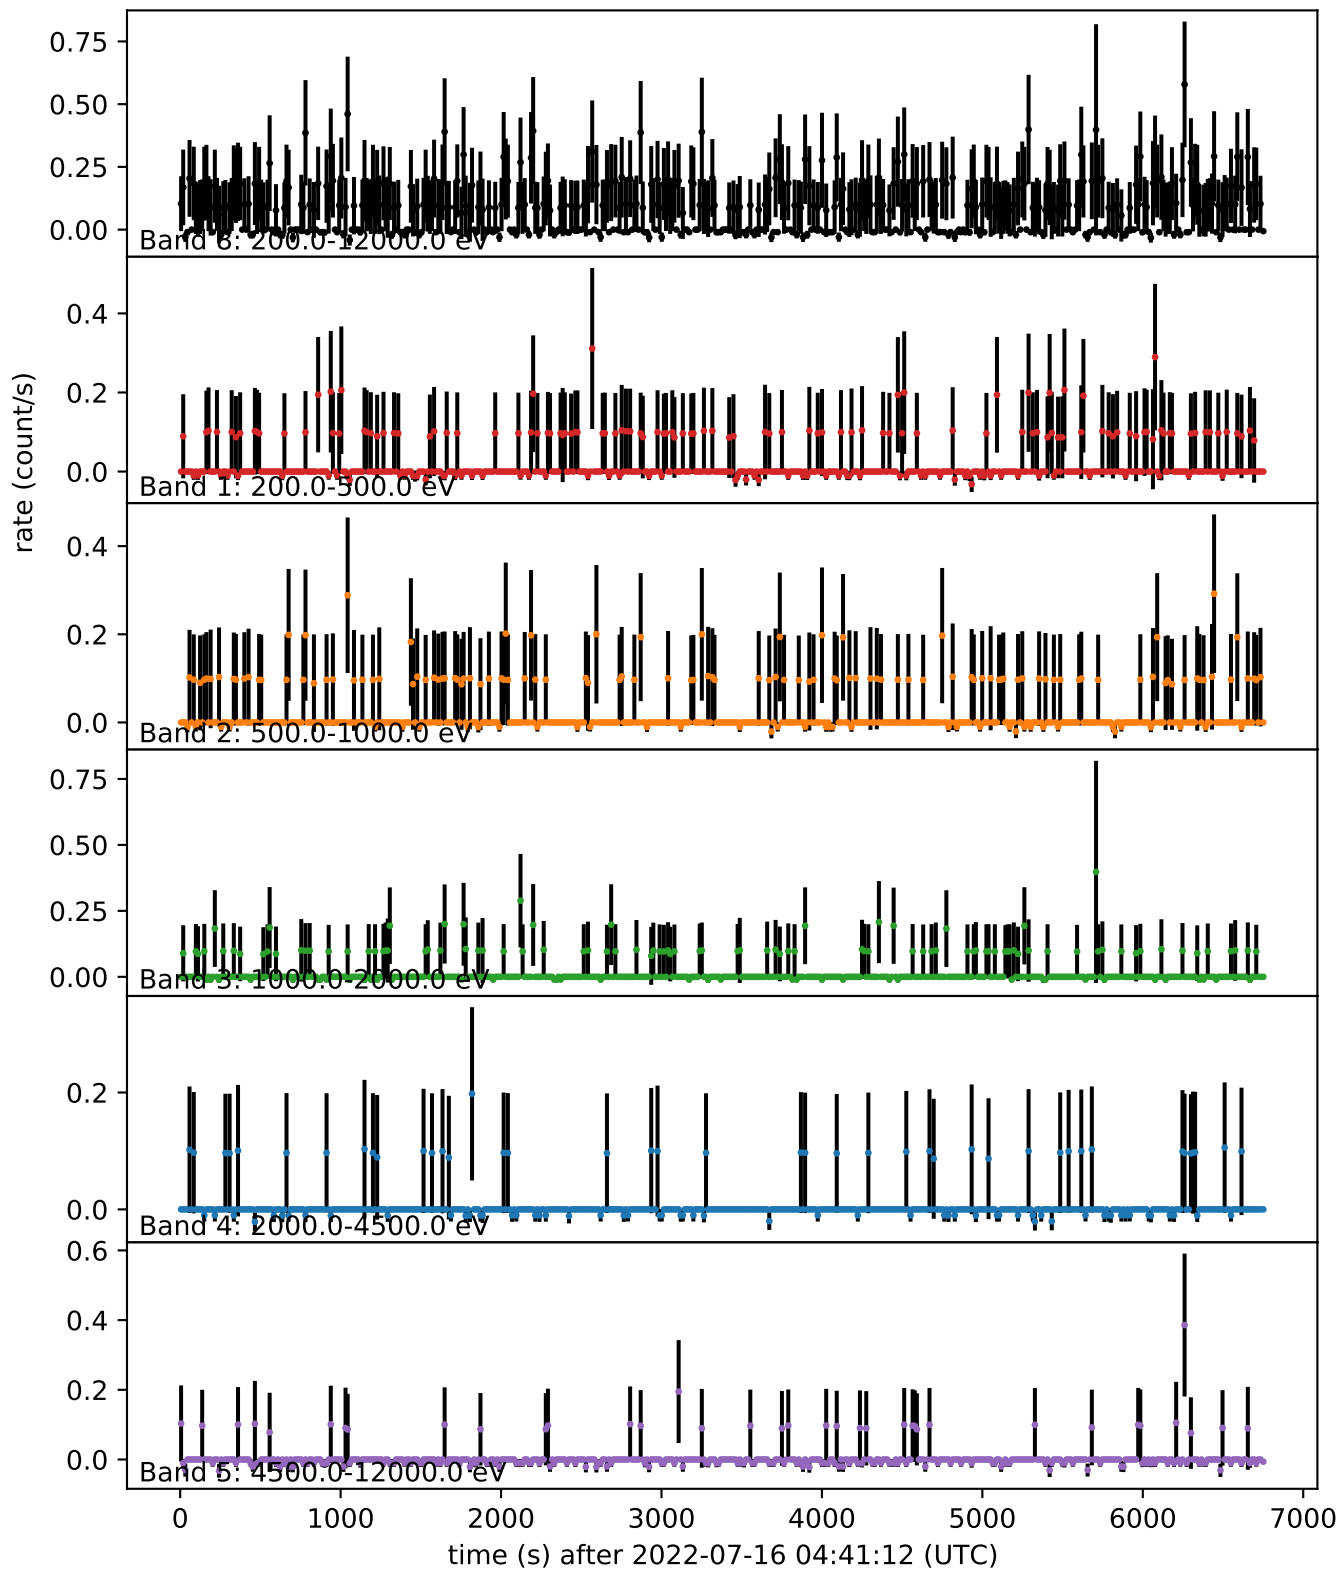 0.75
0.50
0.25
0.00
Band 8: 200.0-12000.0 eV
0.4
0.2
0.0
Band 1: 200.0-500.0 eV
rate (count/s)
0.4
0.2
0.0
Band 2: 500.0-1000.0 eV
0.75
0.50
0.25
0.00
Band 3: 1000.0-2000.0 eV
0.2
0.0
Band 4: 2000.0-4500.0 eV
0.6
0.4
0.2
0.0
Band 5: 4500.0-12000.0 eV
0 1000 2000 3000 4000 5000 6000 7000
time (s) after 2022-07-16 04:41:12 (UTC)